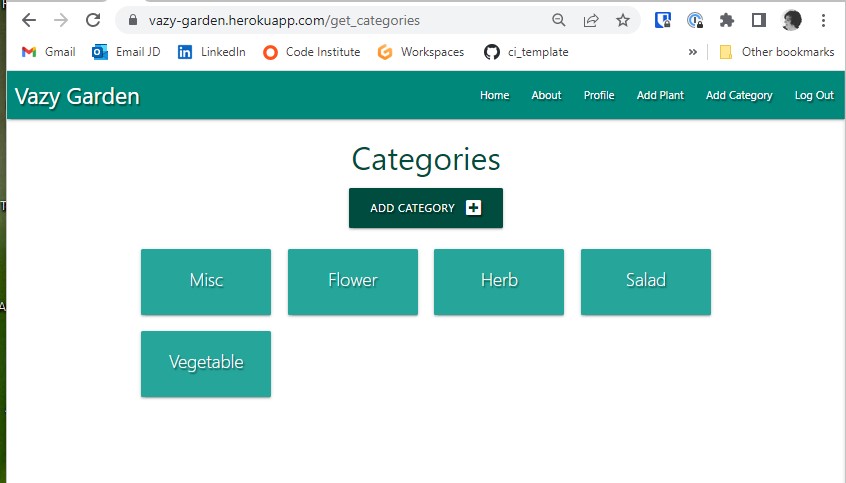 vazy-garden.herokuapp.com/get_categories
Gmail Email JD LinkedIn Code Institute Workspaces ci_template » Other bookmarks
Vazy Garden Home About Profile Add Plant Add Category Log Out
Categories
ADD CATEGORY
Misc Flower Herb Salad
Vegetable